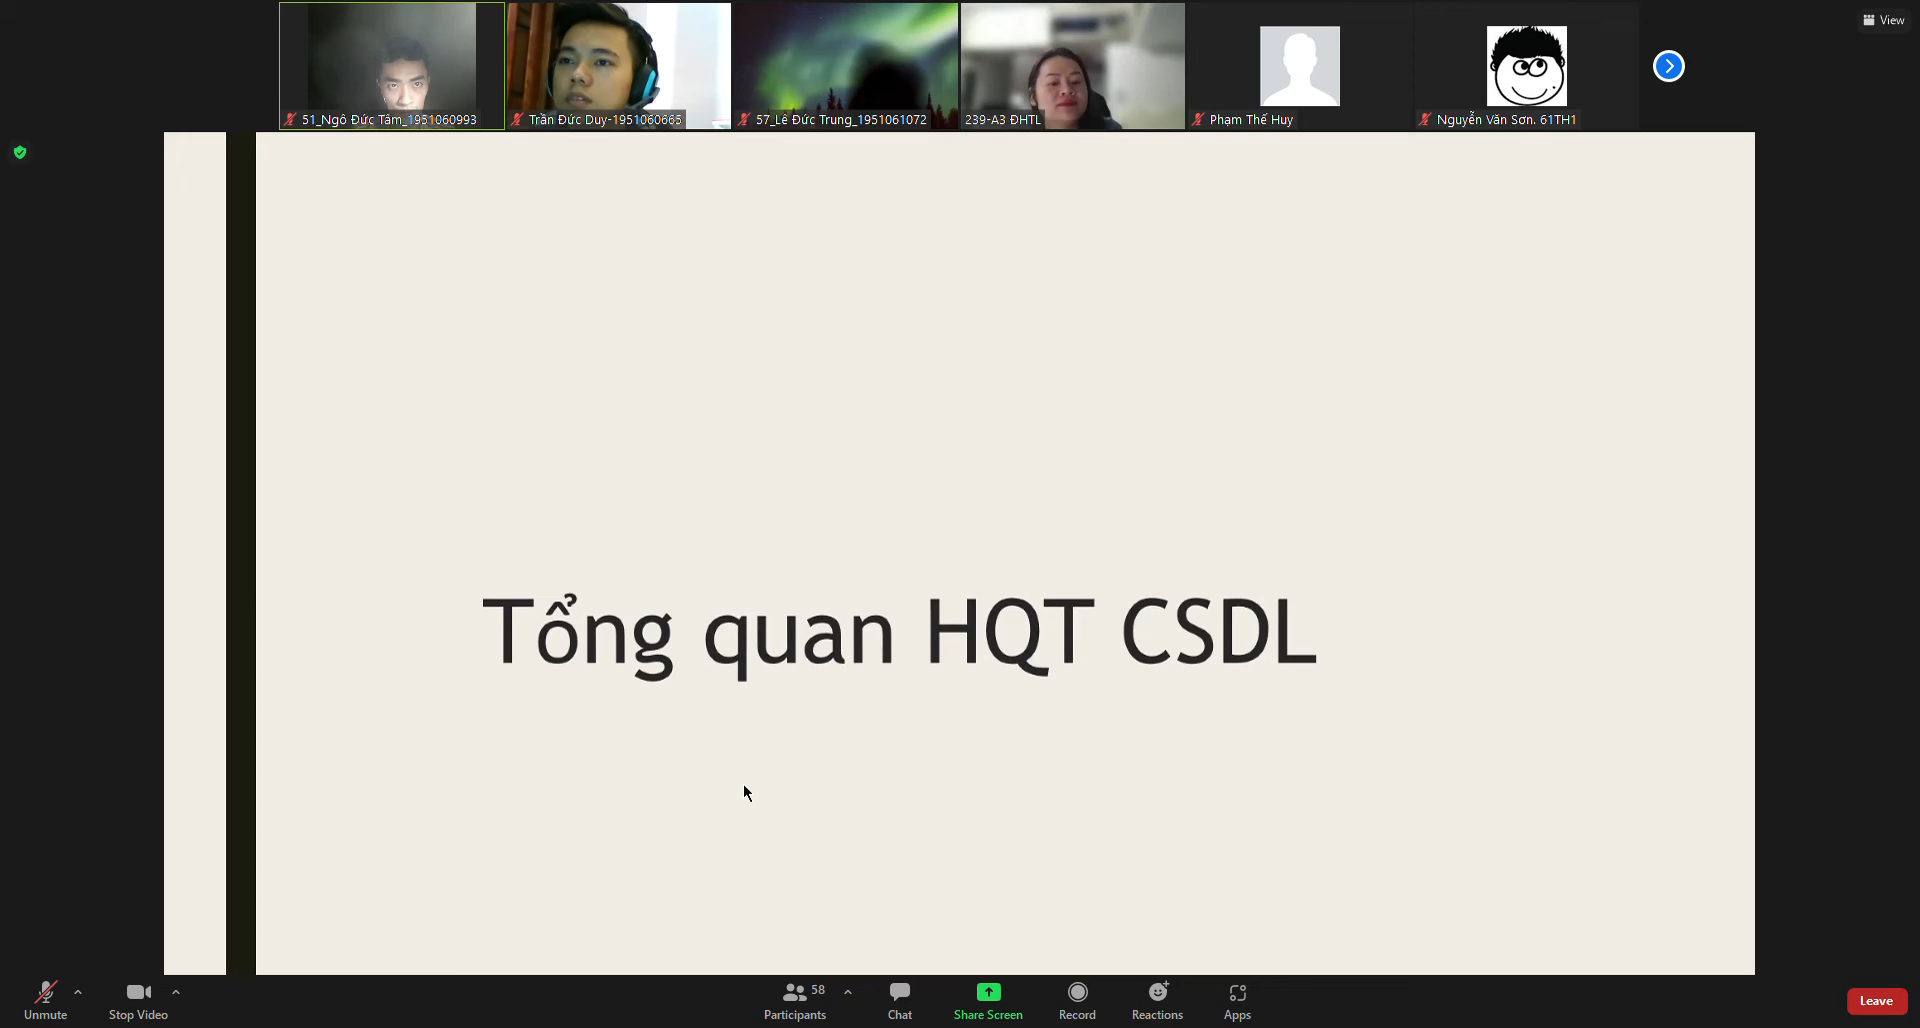 View
51_Ngô Đức Tâm_1951060993
Trần Đức Duy-1951060665
57_Lê Đức Trung_1951061072
239-A3 ĐHTL
Phạm Thế Huy
Nguyễn Văn Sơn. 61TH1
Tổng quan HQT CSDL
Unmute
Stop Video
58
Participants
Chat
Share Screen
Record
Reactions
Apps
Leave